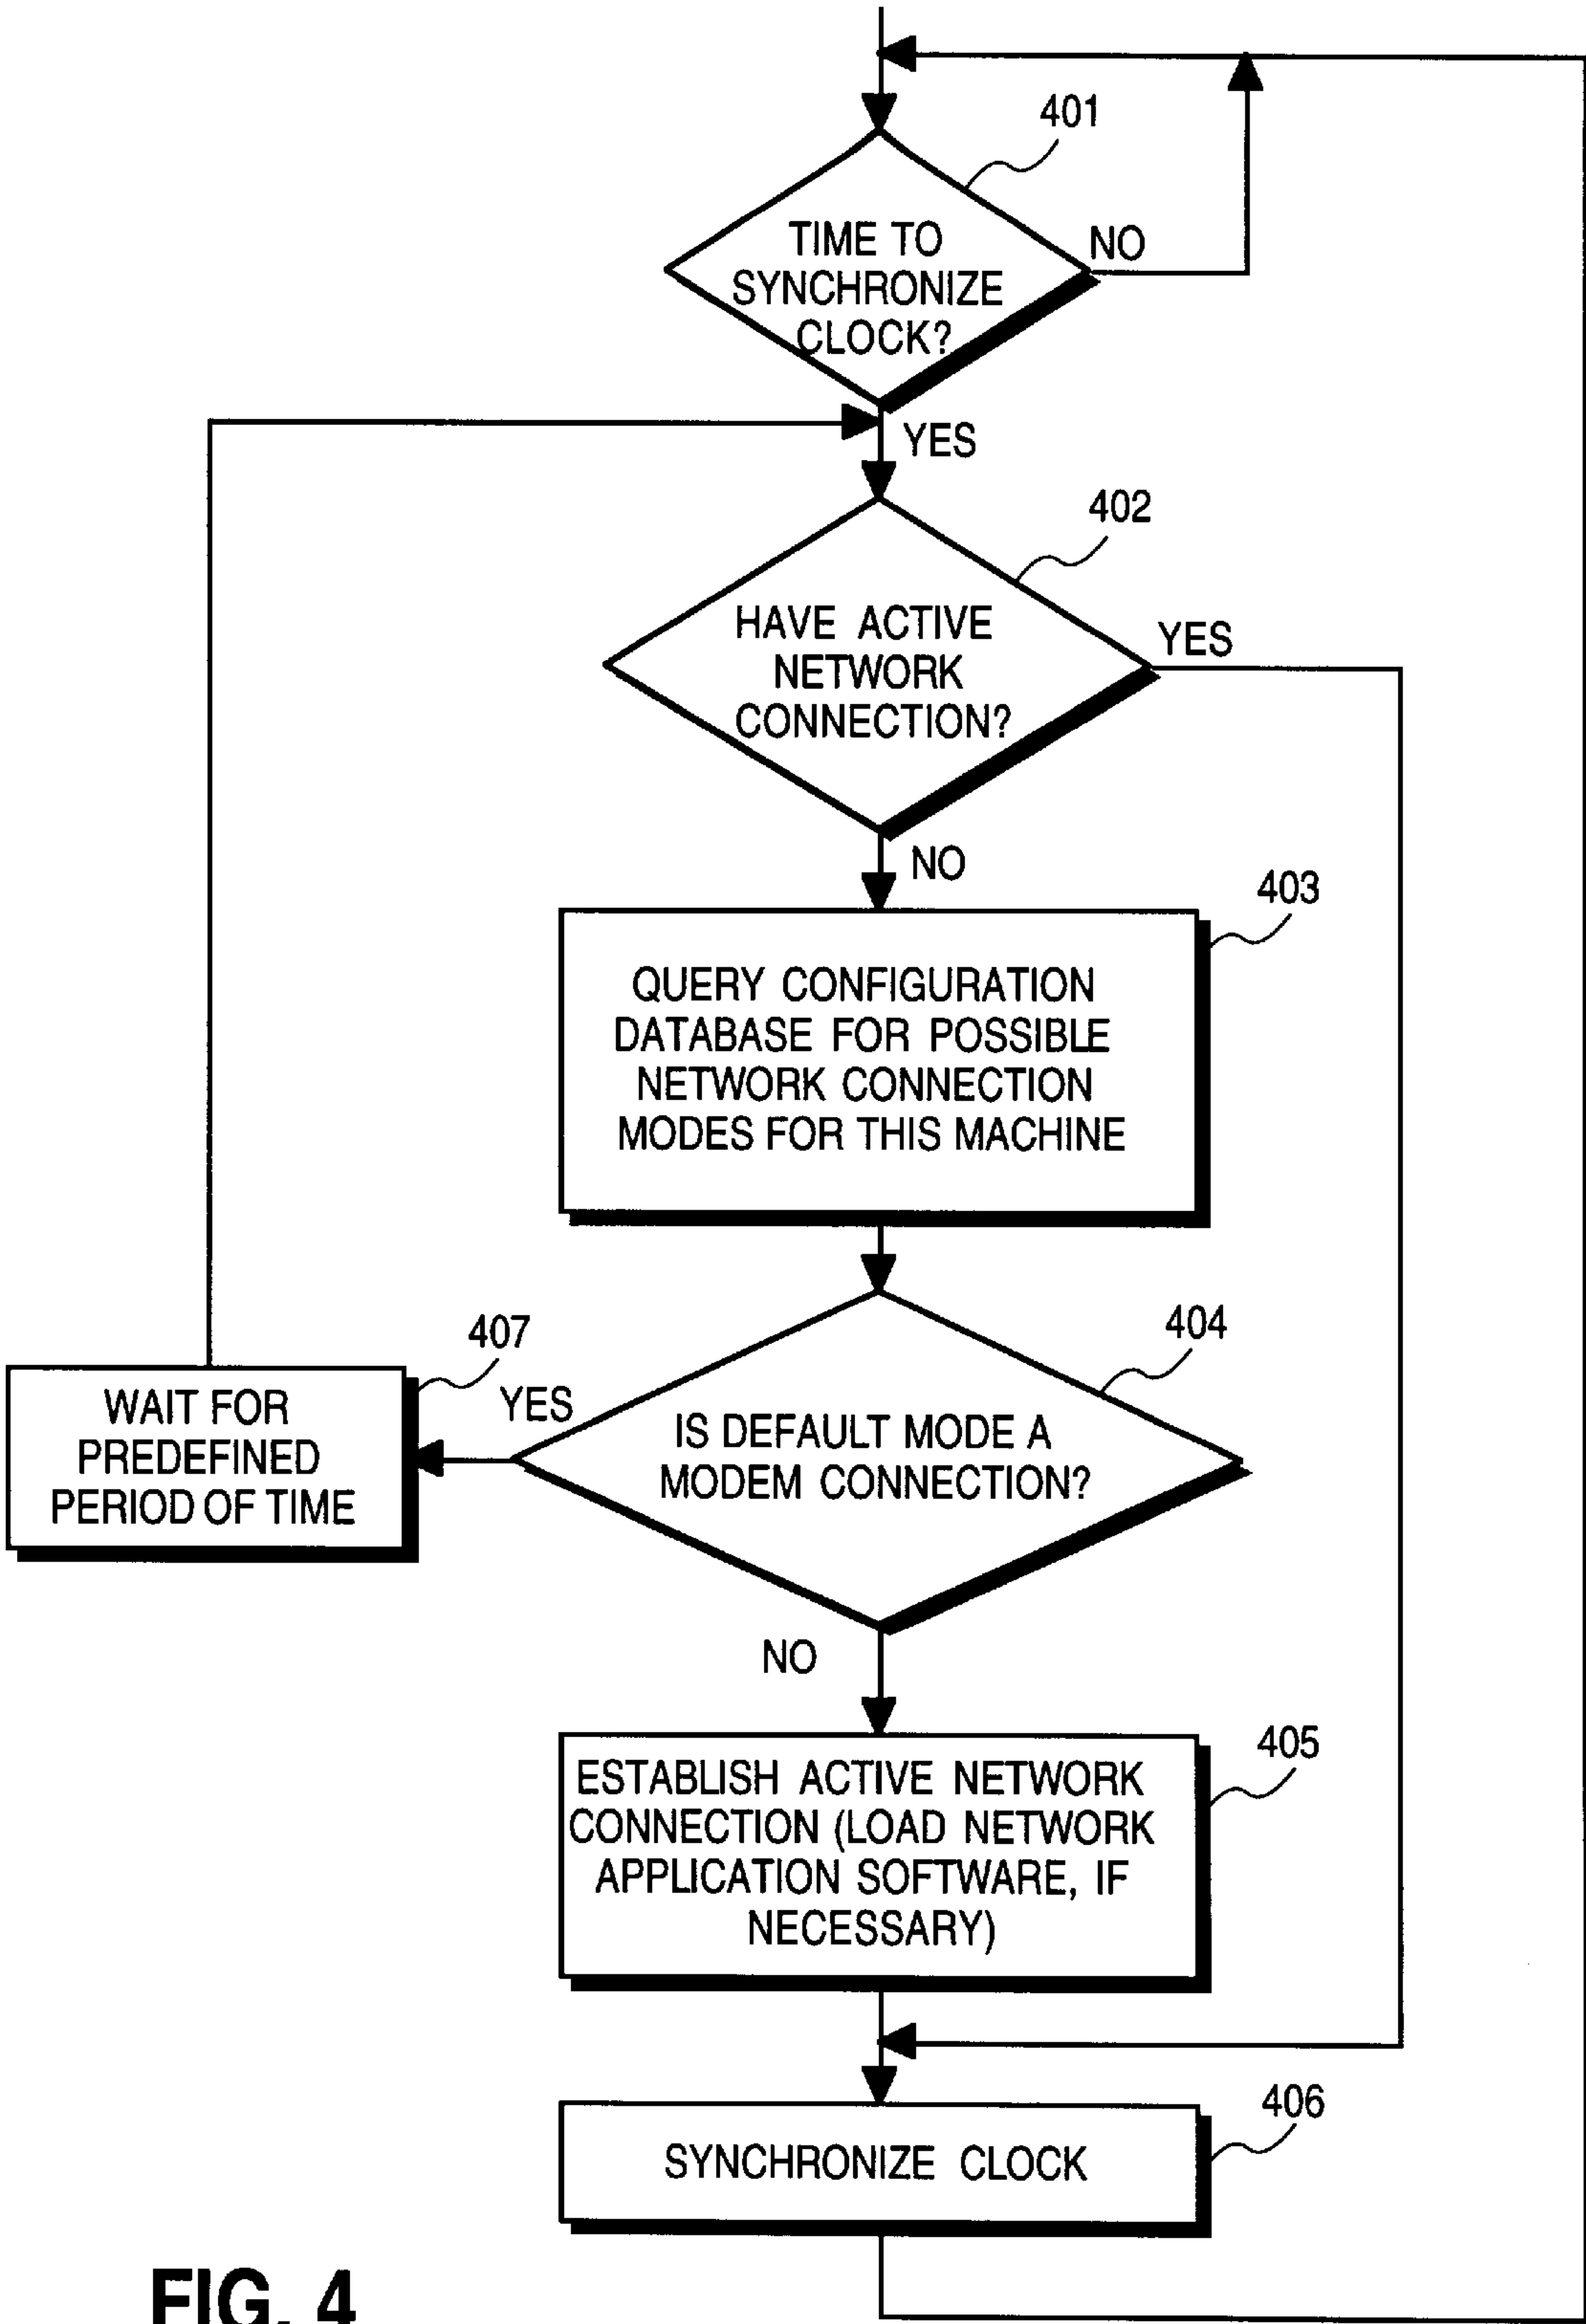 401
TIME TO
SYNCHRONIZE
CLOCK?
NO
YES
402
HAVE ACTIVE
NETWORK
CONNECTION?
YES
NO
403
QUERY CONFIGURATION
DATABASE FOR POSSIBLE
NETWORK CONNECTION
MODES FOR THIS MACHINE
407
WAIT FOR
PREDEFINED
PERIOD OF TIME
YES
404
IS DEFAULT MODE A
MODEM CONNECTION?
NO
405
ESTABLISH ACTIVE NETWORK
CONNECTION (LOAD NETWORK
APPLICATION SOFTWARE, IF
NECESSARY)
406
SYNCHRONIZE CLOCK
FIG. 4